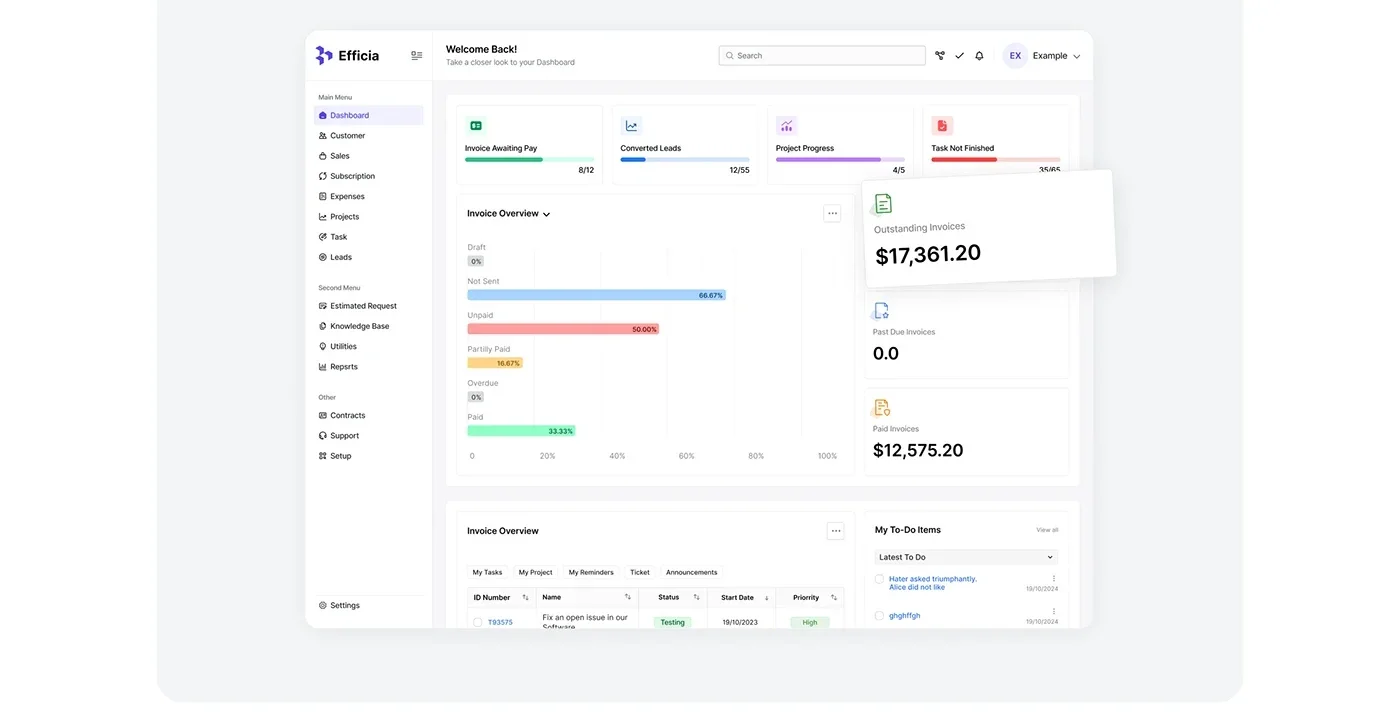 Efficia
Welcome Back!
Take a closer look to your Dashboard
Search
EX
Example
Main Menu
Dashboard
Customer
Sales
Subscription
Expenses
Projects
Task
Leads
Second Menu
Estimated Request
Knowledge Base
Utilities
Reprsrts
Other
Contracts
Support
Setup
Settings
Invoice Awaiting Pay
8/12
Converted Leads
12/55
Project Progress
4/5
Task Not Finished
35/65
Invoice Overview
Draft
0%
Not Sent
66.67%
Unpaid
50.00%
Partilly Paid
16.67%
Overdue
0%
Paid
33.33%
0 20% 40% 60% 80% 100%
Outstanding Invoices
$17,361.20
Past Due Invoices
0.0
Paid Invoices
$12,575.20
Invoice Overview
My Tasks My Project My Reminders Ticket Announcements
ID Number Name Status Start Date Priorrity
T93575 Fix an open issue in our Testing 19/10/2023 High
Software
My To-Do Items
View all
Latest To Do
Hater asked triumphantly.
Alice did not like
19/10/2024
ghghffgh
19/10/2024